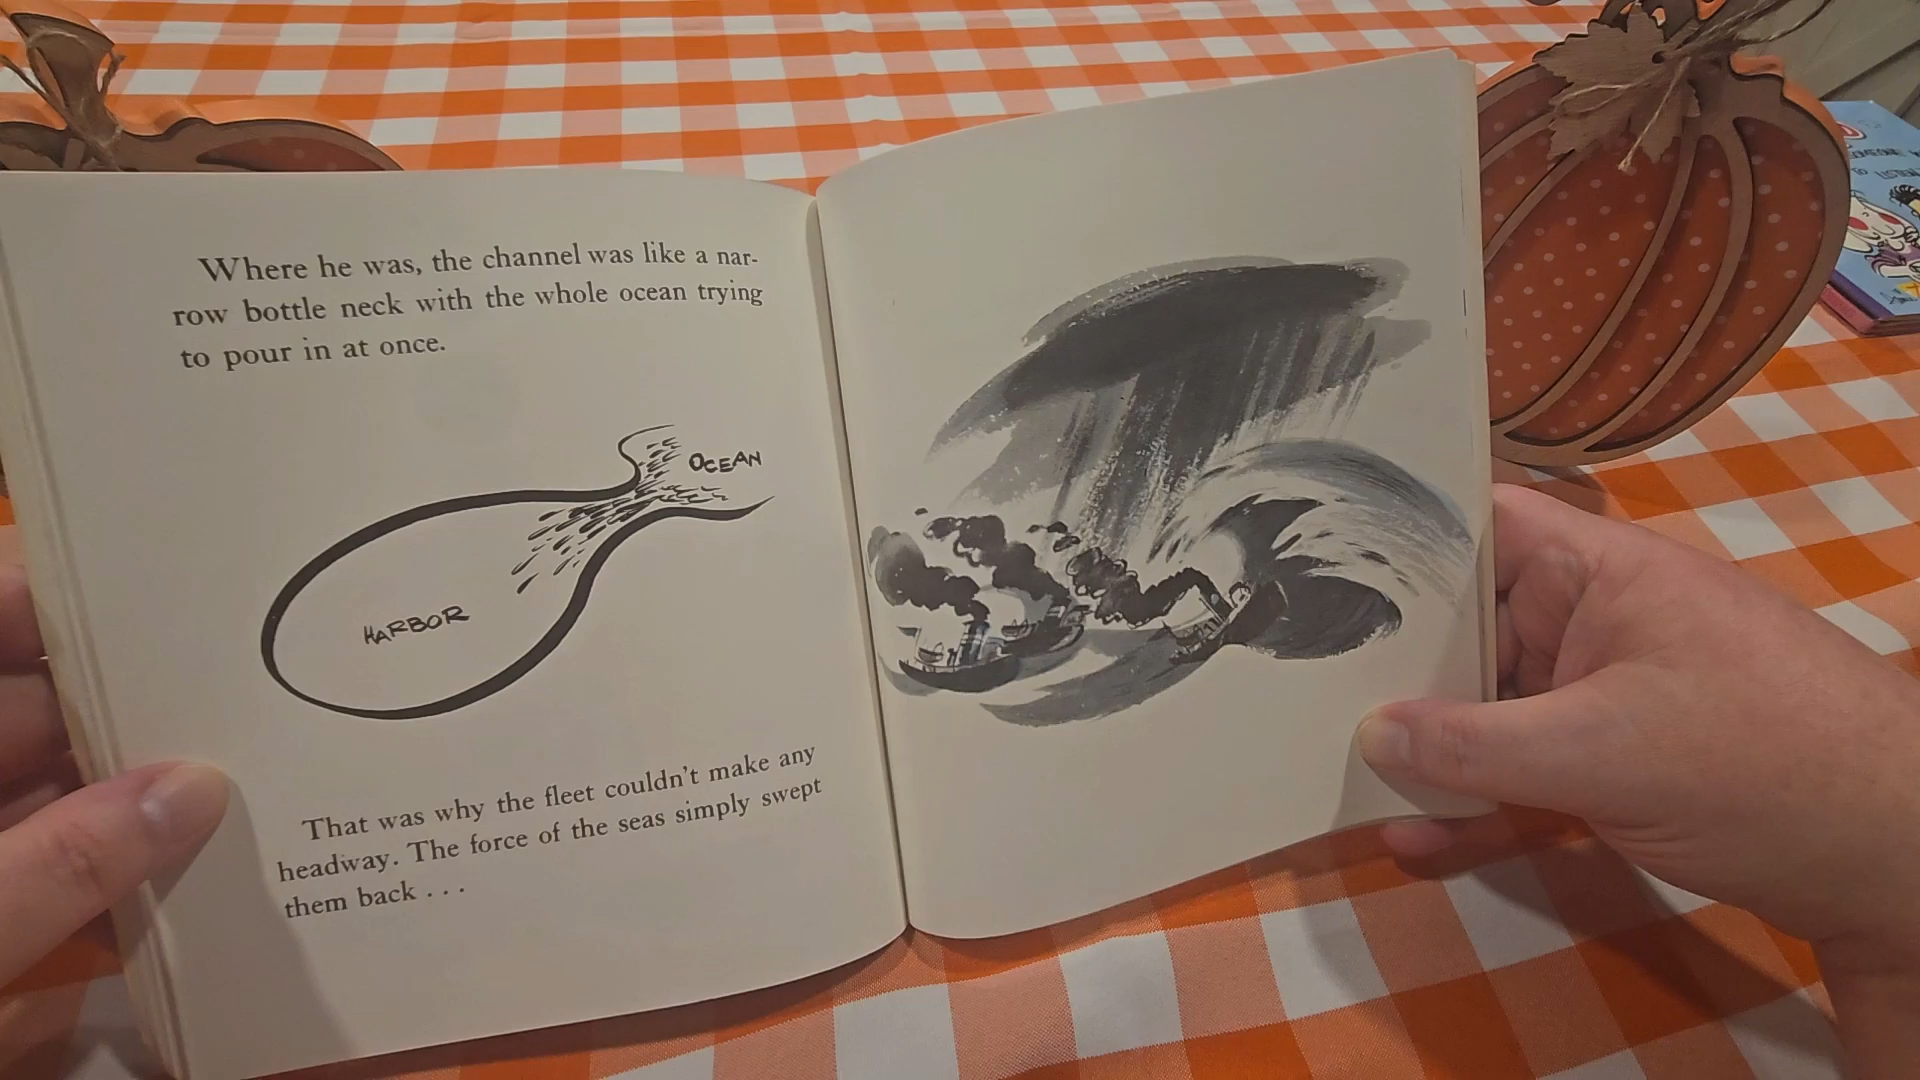 Where he was, the channel was like a nar-
row bottle neck with the whole ocean trying
to pour in at once.
OCEAN
HARBOR
That was why the fleet couldn't make any
headway. The force of the seas simply swept
them back . . .